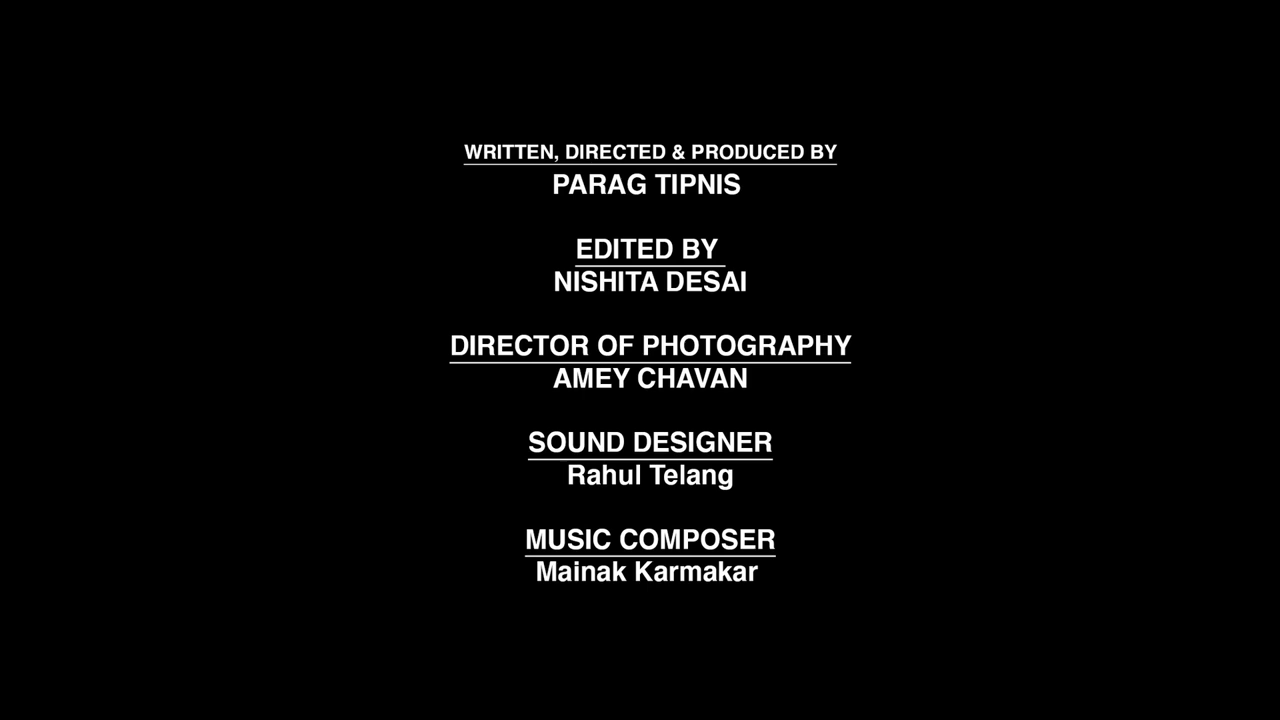 WRITTEN, DIRECTED & PRODUCED BY
PARAG TIPNIS
EDITED BY
NISHITA DESAI
DIRECTOR OF PHOTOGRAPHY
AMEY CHAVAN
SOUND DESIGNER
Rahul Telang
MUSIC COMPOSER
Mainak Karmakar